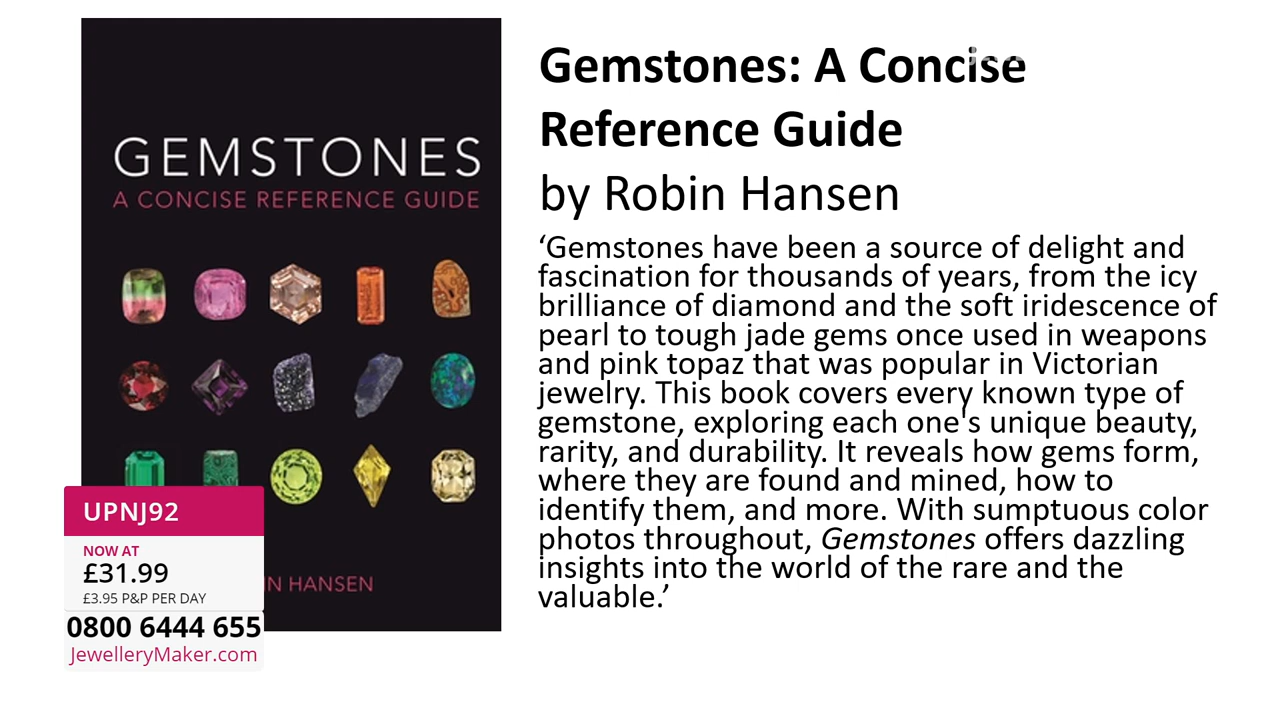 GEMSTONES
A CONCISE REFERENCE GUIDE
IN HANSEN
UPNJ92
NOW AT
£31.99
£3.95 P&P PER DAY
0800 6444 655
JewelleryMaker.com
Gemstones: A Concise
Reference Guide
by Robin Hansen
‘Gemstones have been a source of delight and
fascination for thousands of years, from the icy
brilliance of diamond and the soft iridescence of
pearl to tough jade gems once used in weapons
and pink topaz that was popular in Victorian
jewelry. This book covers every known type of
gemstone, exploring each one's unique beauty,
rarity, and durability. It reveals how gems form,
where they are found and mined, how to
identify them, and more. With sumptuous color
photos throughout, Gemstones offers dazzling
insights into the world of the rare and the
valuable.’